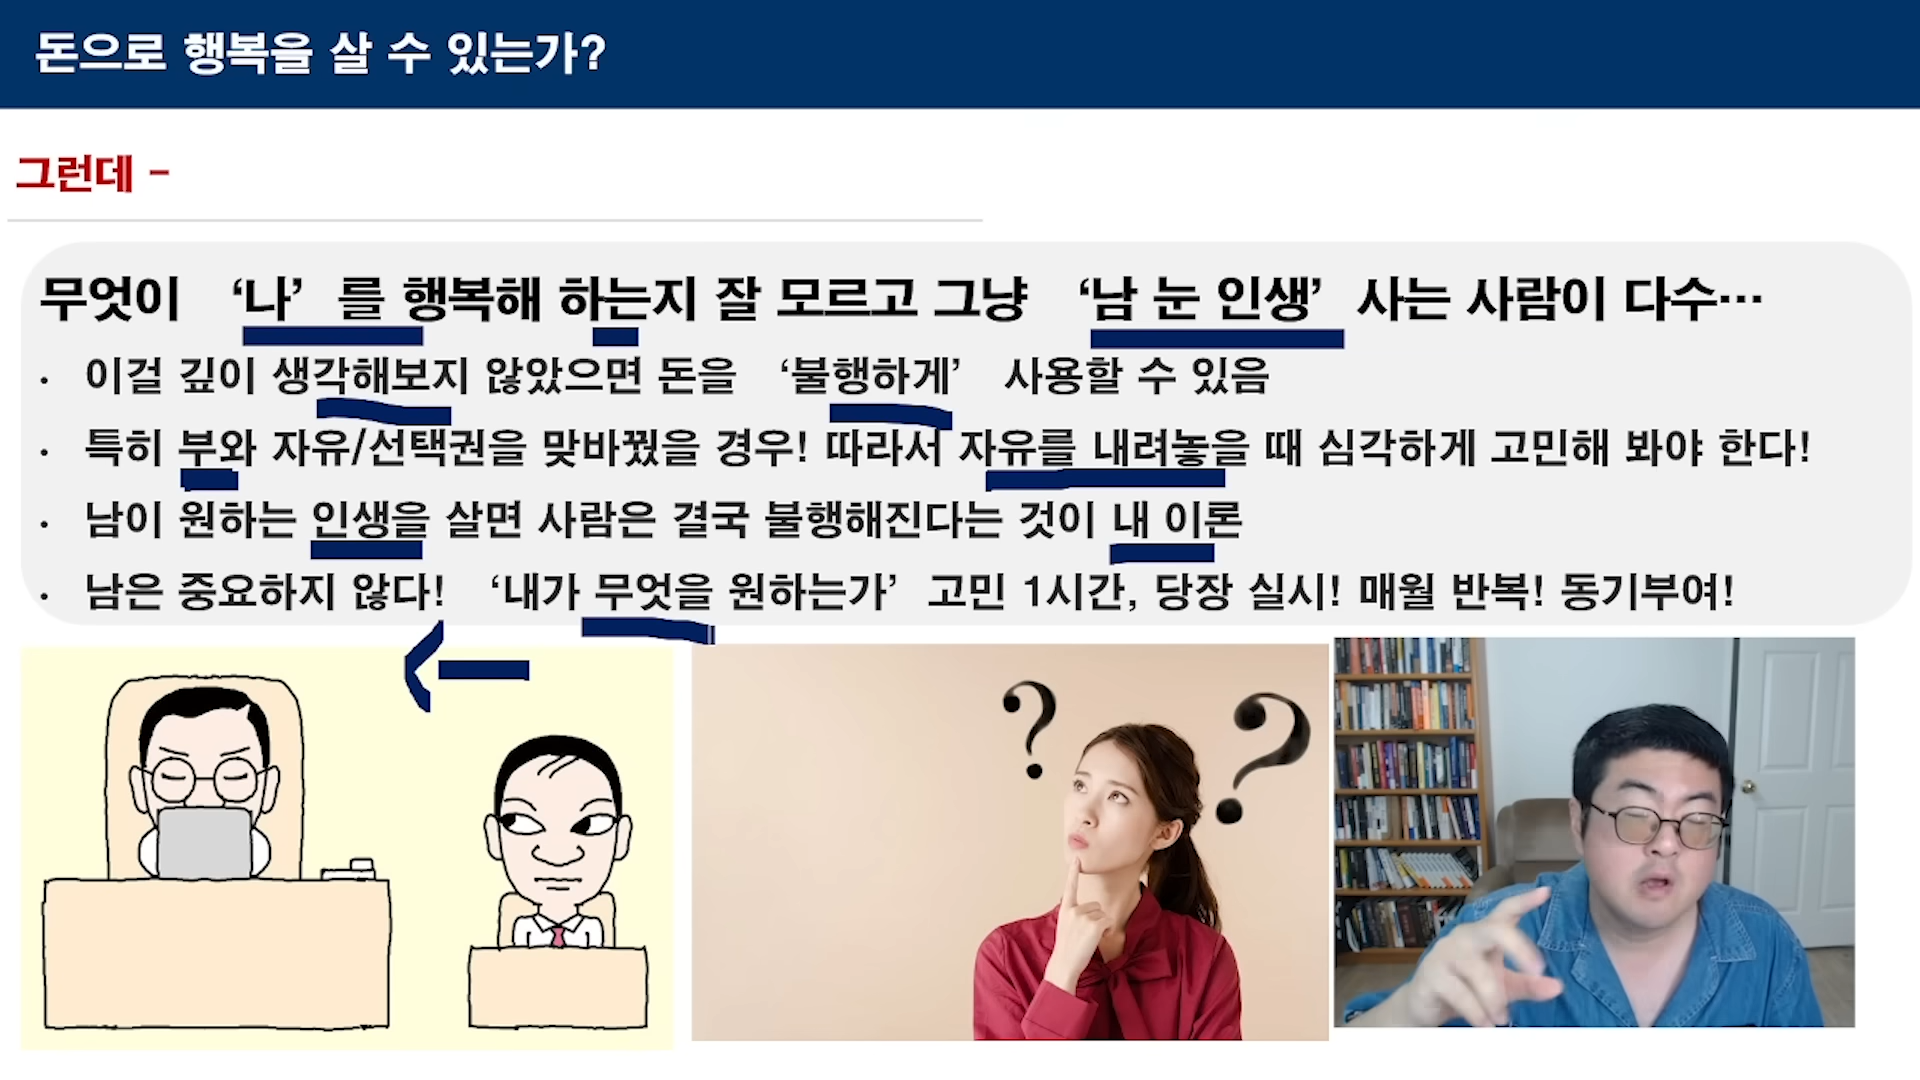 돈으로 행복을 살 수 있는가?
그런데 -
무엇이 ‘나’를 행복해 하는지 잘 모르고 그냥 ‘남 눈 인생’ 사는 사람이 다수…
· 이걸 깊이 생각해보지 않았으면 돈을 ‘불행하게’ 사용할 수 있음
· 특히 부와 자유/선택권을 맞바꿨을 경우! 따라서 자유를 내려놓을 때 심각하게 고민해 봐야 한다!
· 남이 원하는 인생을 살면 사람은 결국 불행해진다는 것이 내 이론
· 남은 중요하지 않다! ‘내가 무엇을 원하는가’ 고민 1시간, 당장 실시! 매월 반복! 동기부여!
? ?